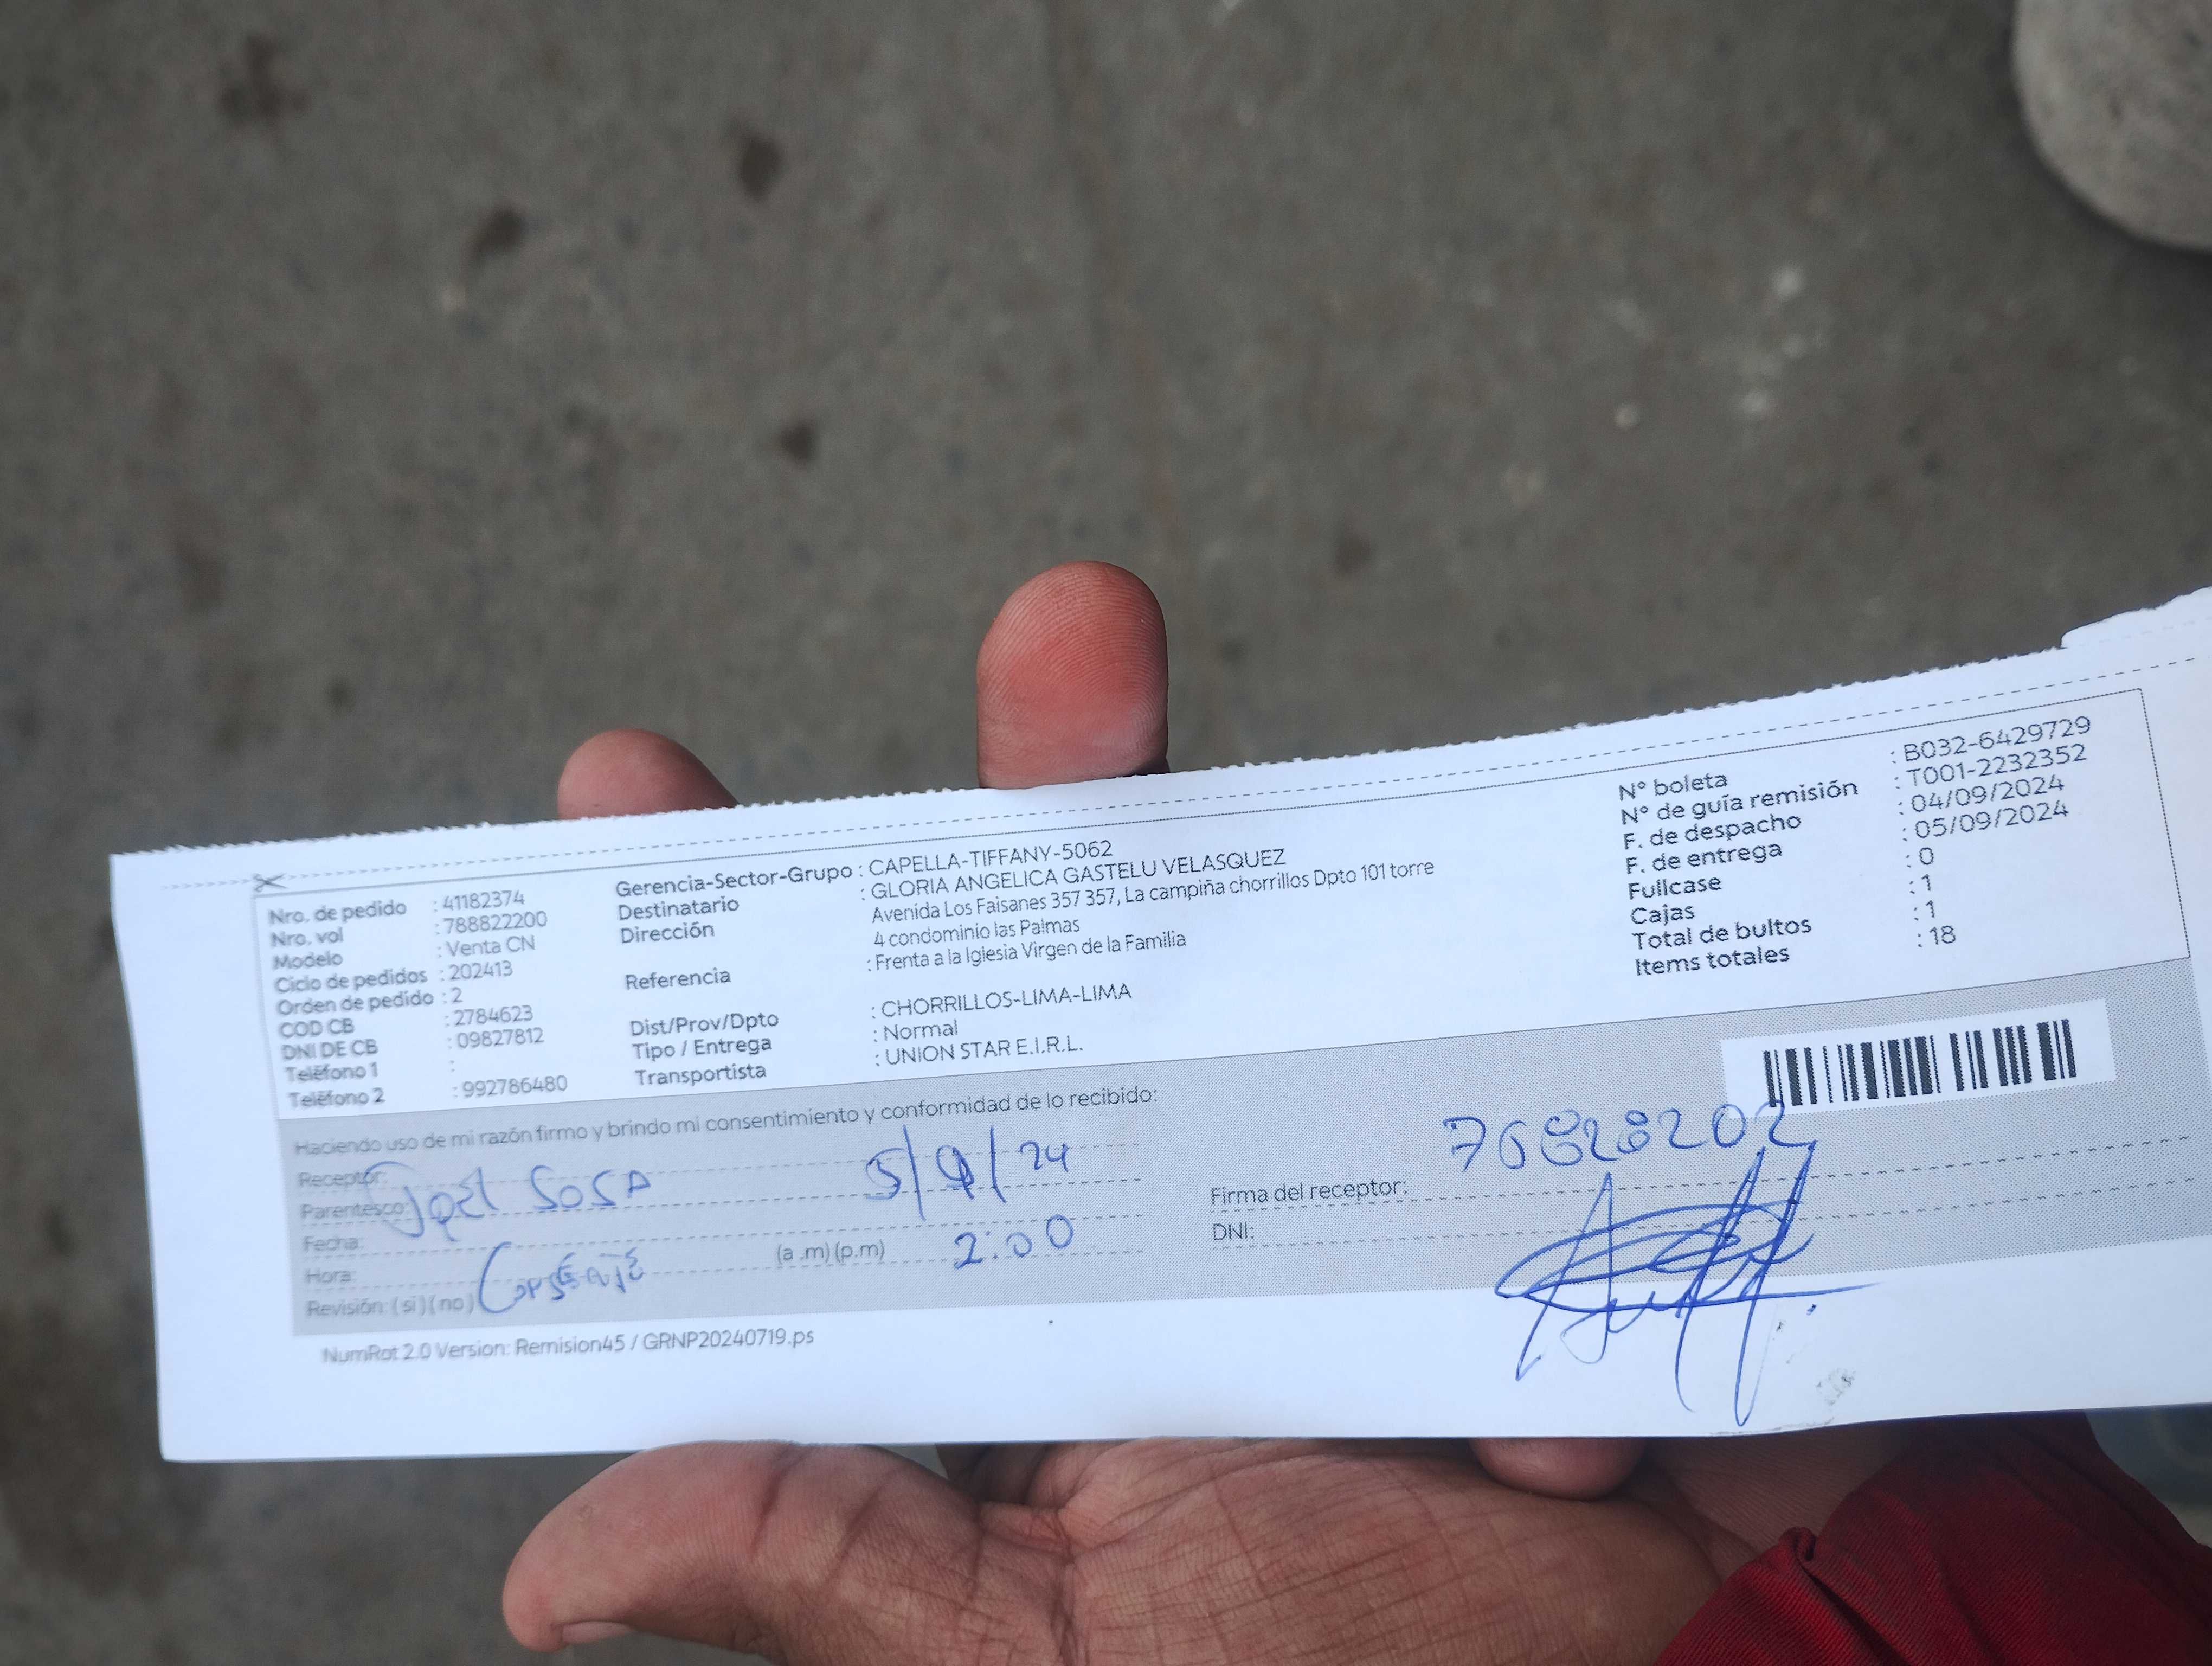 Nro. de pedido : 41182374
Nro. vol : 788822200
Modelo : Venta CN
Ciclo de pedidos : 202413
Orden de pedido : 2
COD CB : 2784623
DNI DE CB : 09827812
Teléfono 1 :
Teléfono 2 : 992786480
Gerencia-Sector-Grupo : CAPELLA-TIFFANY-5062
Destinatario : GLORIA ANGELICA GASTELU VELASQUEZ
Dirección Avenida Los Faisanes 357 357, La campiña chorrillos Dpto 101 torre
4 condominio las Palmas
Referencia : Frente a la Iglesia Virgen de la Familia
Dist/Prov/Dpto : CHORRILLOS-LIMA-LIMA
Tipo / Entrega : Normal
Transportista : UNION STAR E.I.R.L.
N° boleta : B032-6429729
N° de guía remisión : T001-2232352
F. de despacho : 04/09/2024
F. de entrega : 05/09/2024
Fullcase : 0
Cajas : 1
Total de bultos : 1
Items totales : 18
Haciendo uso de mi razón firmo y brindo mi consentimiento y conformidad de lo recibido:
Receptor:
Parentesco: Joel Sosa 5/9/24
Fecha:
Hora: (a .m) (p.m) 2:00
Revisión: ( si ) ( no )
76828202
Firma del receptor:
DNI:
NumRot 2.0 Version: Remision45 / GRNP20240719.ps